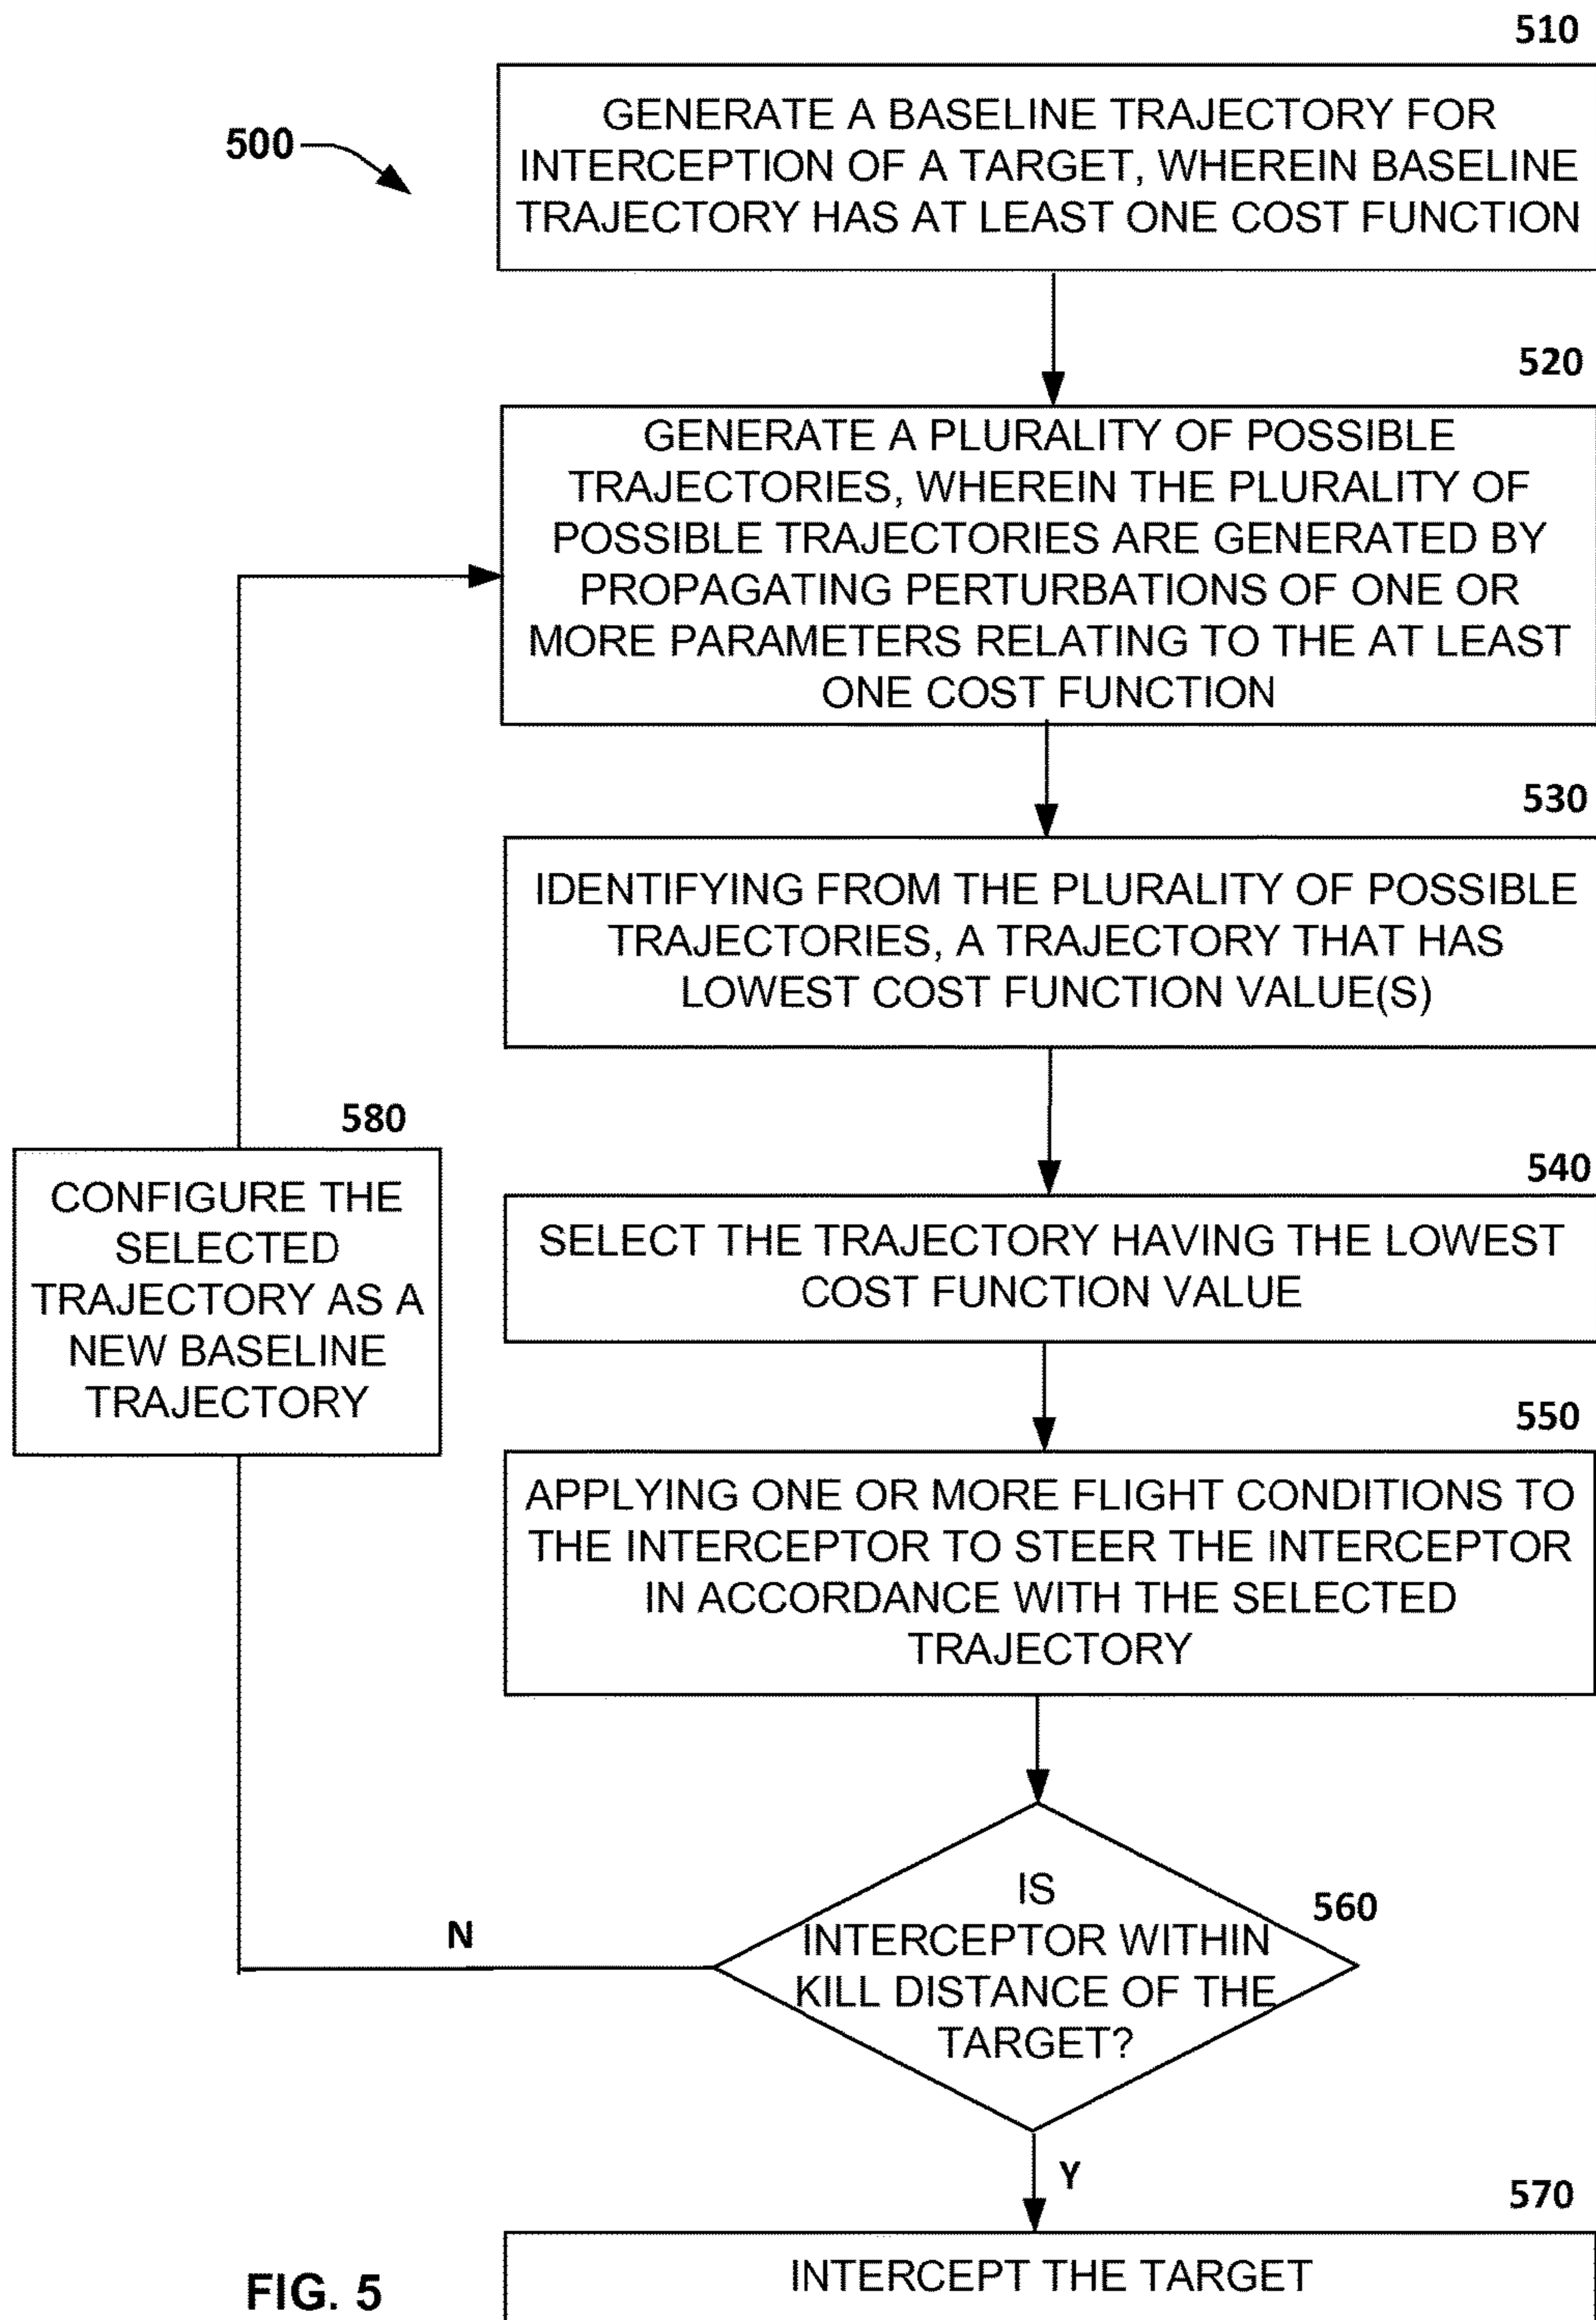 510
GENERATE A BASELINE TRAJECTORY FOR
INTERCEPTION OF A TARGET, WHEREIN BASELINE
TRAJECTORY HAS AT LEAST ONE COST FUNCTION
500
520
GENERATE A PLURALITY OF POSSIBLE
TRAJECTORIES, WHEREIN THE PLURALITY OF
POSSIBLE TRAJECTORIES ARE GENERATED BY
PROPAGATING PERTURBATIONS OF ONE OR
MORE PARAMETERS RELATING TO THE AT LEAST
ONE COST FUNCTION
530
IDENTIFYING FROM THE PLURALITY OF POSSIBLE
TRAJECTORIES, A TRAJECTORY THAT HAS
LOWEST COST FUNCTION VALUE(S)
540
SELECT THE TRAJECTORY HAVING THE LOWEST
COST FUNCTION VALUE
580
CONFIGURE THE
SELECTED
TRAJECTORY AS A
NEW BASELINE
TRAJECTORY
550
APPLYING ONE OR MORE FLIGHT CONDITIONS TO
THE INTERCEPTOR TO STEER THE INTERCEPTOR
IN ACCORDANCE WITH THE SELECTED
TRAJECTORY
560
IS
INTERCEPTOR WITHIN
KILL DISTANCE OF THE
TARGET?
N
Y
570
INTERCEPT THE TARGET
FIG. 5